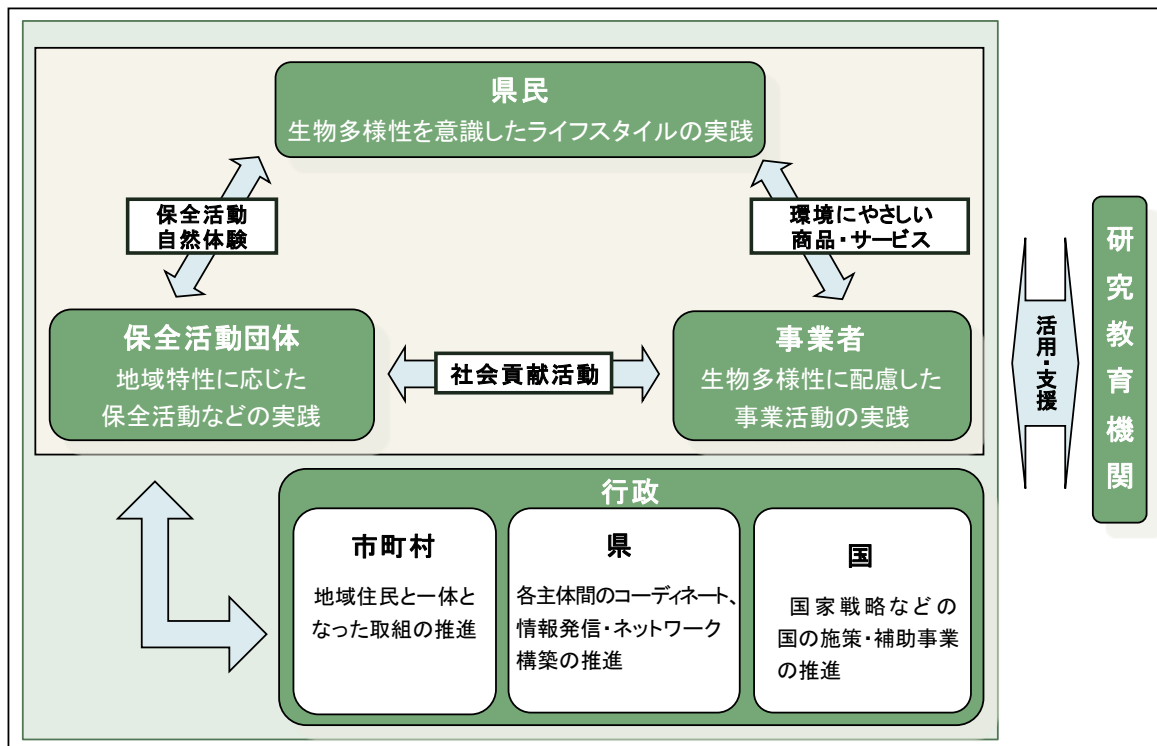 県民
生物多様性を意識したライフスタイルの実践
保全活動
自然体験
環境にやさしい
商品・サービス
保全活動団体
地域特性に応じた
保全活動などの実践
社会貢献活動
事業者
生物多様性に配慮した
事業活動の実践
活用・支援
研究教育機関
行政
市町村
地域住民と一体と
なった取組の推進
県
各主体間のコーディネート、
情報発信・ネットワーク
構築の推進
国
国家戦略などの
国の施策・補助事業
の推進